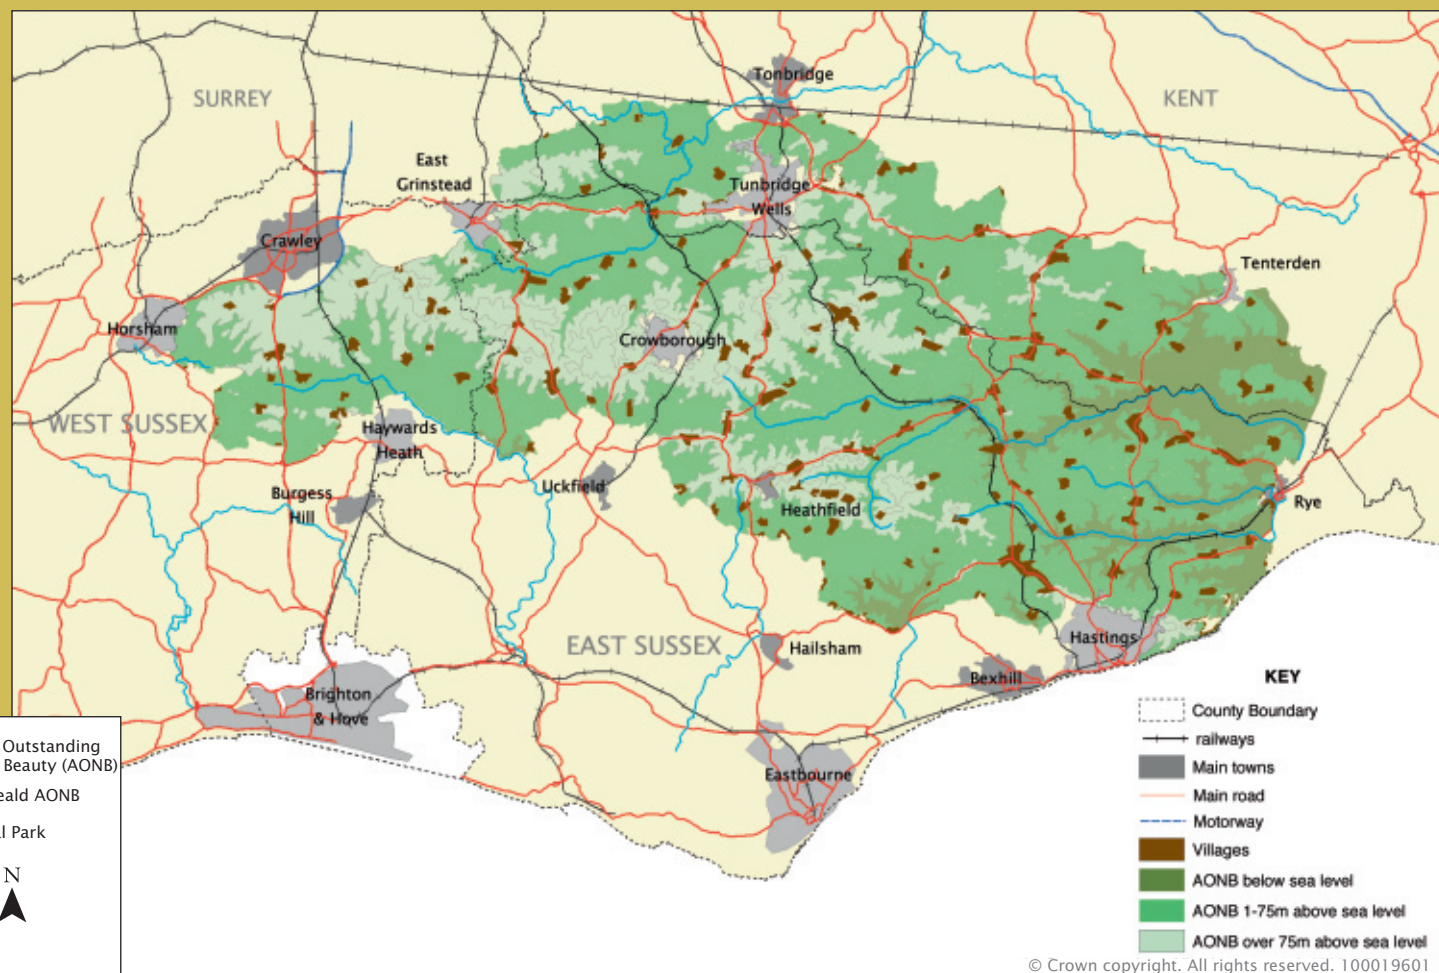 SURREY
KENT
Tonbridge
East
Grinstead
Tunbridge
Wells
Crawley
Tenterden
Horsham
Crowborough
WEST SUSSEX
Haywards
Heath
Uckfield
Burgess
Hill
Heathfield
Rye
EAST SUSSEX
Hailsham
Hastings
Bexhill
Brighton
& Hove
Eastbourne
Outstanding
Beauty (AONB)
eald AONB
l Park
N
KEY
County Boundary
railways
Main towns
Main road
Motorway
Villages
AONB below sea level
AONB 1-75m above sea level
AONB over 75m above sea level
© Crown copyright. All rights reserved. 100019601